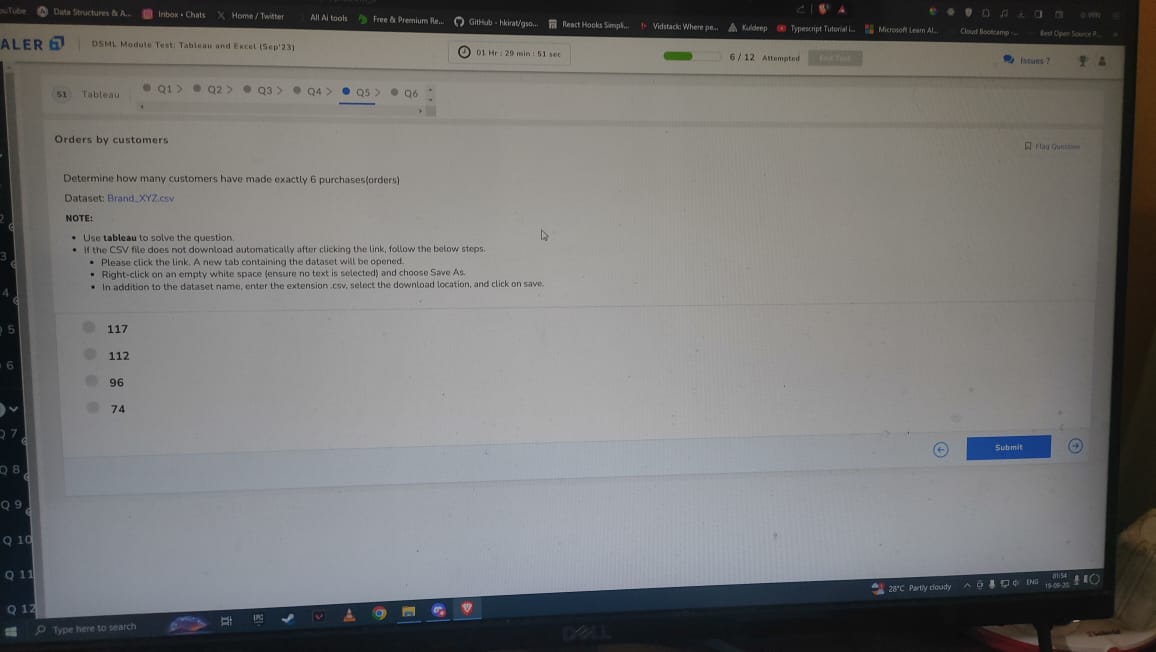 Data Structures & A... Inbox • Chats Home / Twitter All Ai tools Free & Premium Re... GitHub - hkirat/gso... React Hooks Simpli... Vidstack: Where pe... Kuldeep Typescript Tutorial i... Microsoft Learn AI... Cloud Bootcamp -... Best Open Source P...
ALER DSML Module Test: Tableau and Excel (Sep'23) 01 Hr : 29 min : 51 sec 6 / 12 Attempted End Test Issues ?
51 Tableau Q1 > Q2 > Q3 > Q4 > Q5 > Q6
Orders by customers
Flag Question
Determine how many customers have made exactly 6 purchases(orders)
Dataset: Brand_XYZ.csv
NOTE:
• Use tableau to solve the question.
• If the CSV file does not download automatically after clicking the link, follow the below steps.
• Please click the link. A new tab containing the dataset will be opened.
• Right-click on an empty white space (ensure no text is selected) and choose Save As.
• In addition to the dataset name, enter the extension .csv, select the download location, and click on save.
117
112
96
74
Submit
2
3
4
5
6
Q 7
Q 8
Q 9
Q 10
Q 11
Q 12
Type here to search
28°C Partly cloudy ENG 01:54
DELL